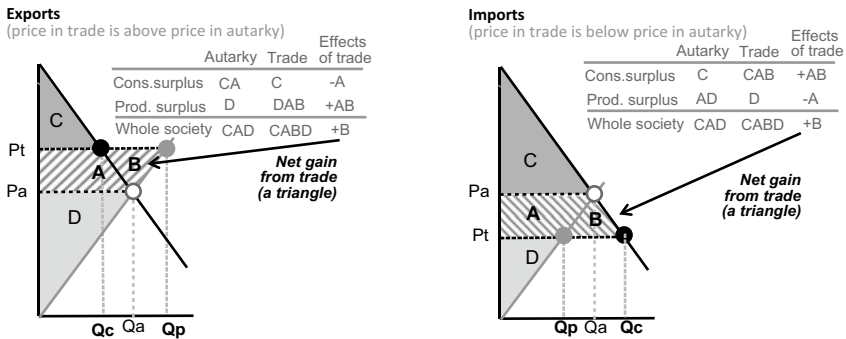 Exports
(price in trade is above price in autarky)
Autarky Trade Effects of trade
Cons.surplus CA C -A
Prod. surplus D DAB +AB
Whole society CAD CABD +B
C
Pt
A B
Net gain
from trade
(a triangle)
Pa
D
Qc Qa Qp
Imports
(price in trade is below price in autarky)
Autarky Trade Effects of trade
Cons.surplus C CAB +AB
Prod. surplus AD D -A
Whole society CAD CABD +B
C
Net gain
from trade
(a triangle)
Pa
A B
Pt
D
Qp Qa Qc